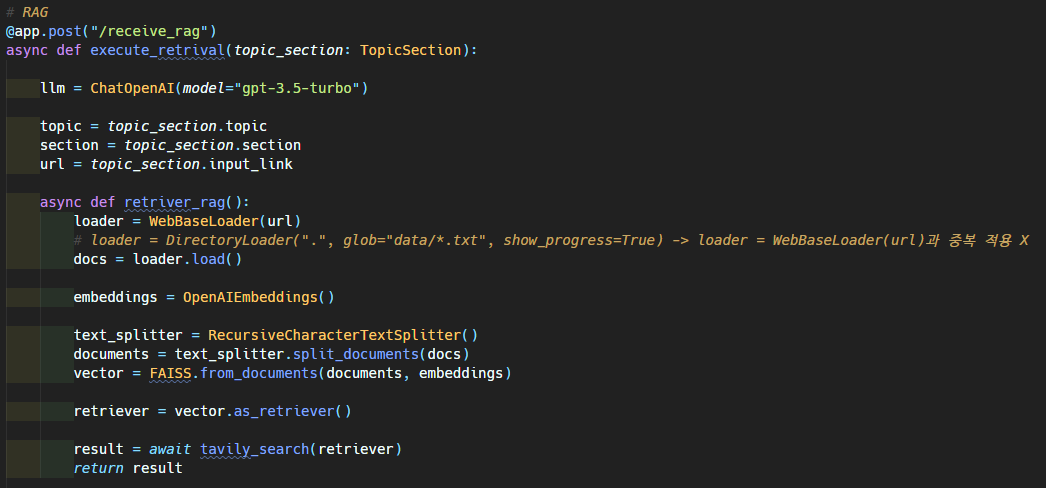 # RAG
@app.post("/receive_rag")
async def execute_retrival(topic_section: TopicSection):
llm = ChatOpenAI(model="gpt-3.5-turbo")
topic = topic_section.topic
section = topic_section.section
url = topic_section.input_link
async def retriver_rag():
loader = WebBaseLoader(url)
# loader = DirectoryLoader(".", glob="data/*.txt", show_progress=True) -> loader = WebBaseLoader(url)과 중복 적용 X
docs = loader.load()
embeddings = OpenAIEmbeddings()
text_splitter = RecursiveCharacterTextSplitter()
documents = text_splitter.split_documents(docs)
vector = FAISS.from_documents(documents, embeddings)
retriever = vector.as_retriever()
result = await tavily_search(retriever)
return result